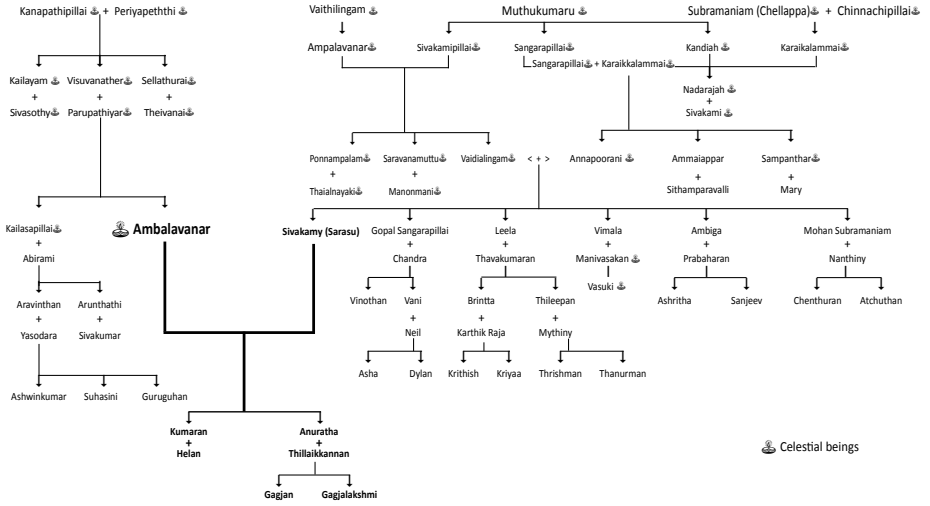 Kanapathipillai + Periyapeththi
Vaithilingam
Muthukumaru
Subramaniam (Chellappa) + Chinnachipillai
Ampalavanar
Sivakamipillai
Sangarapillai
Kandiah
Karaikalammai
Sangarapillai + Karaikkalammai
Kailayam
+
Sivasothy
Visuvanather
+
Parupathiyar
Sellathurai
+
Theivanai
Nadarajah
+
Sivakami
Ponnampalam
+
Thaialnayaki
Saravanamuttu
+
Manonmani
Vaidialingam
< + >
Annapoorani
Ammaiappar
+
Sithamparavalli
Sampanthar
+
Mary
Kailasapillai
+
Abirami
Ambalavanar
Sivakamy (Sarasu)
Gopal Sangarapillai
+
Chandra
Leela
+
Thavakumaran
Vimala
+
Manivasakan
Vasuki
Ambiga
+
Prabaharan
Mohan Subramaniam
+
Nanthiny
Aravinthan
+
Yasodara
Arunthathi
+
Sivakumar
Vinothan
Vani
+
Neil
Brintta
+
Karthik Raja
Thileepan
+
Mythiny
Ashritha
Sanjeev
Chenthuran
Atchuthan
Asha
Dylan
Krithish
Kriyaa
Thrishman
Thanurman
Ashwinkumar
Suhasini
Guruguhan
Kumaran
+
Helan
Anuratha
+
Thillaikkannan
Gagjan
Gagjalakshmi
Celestial beings